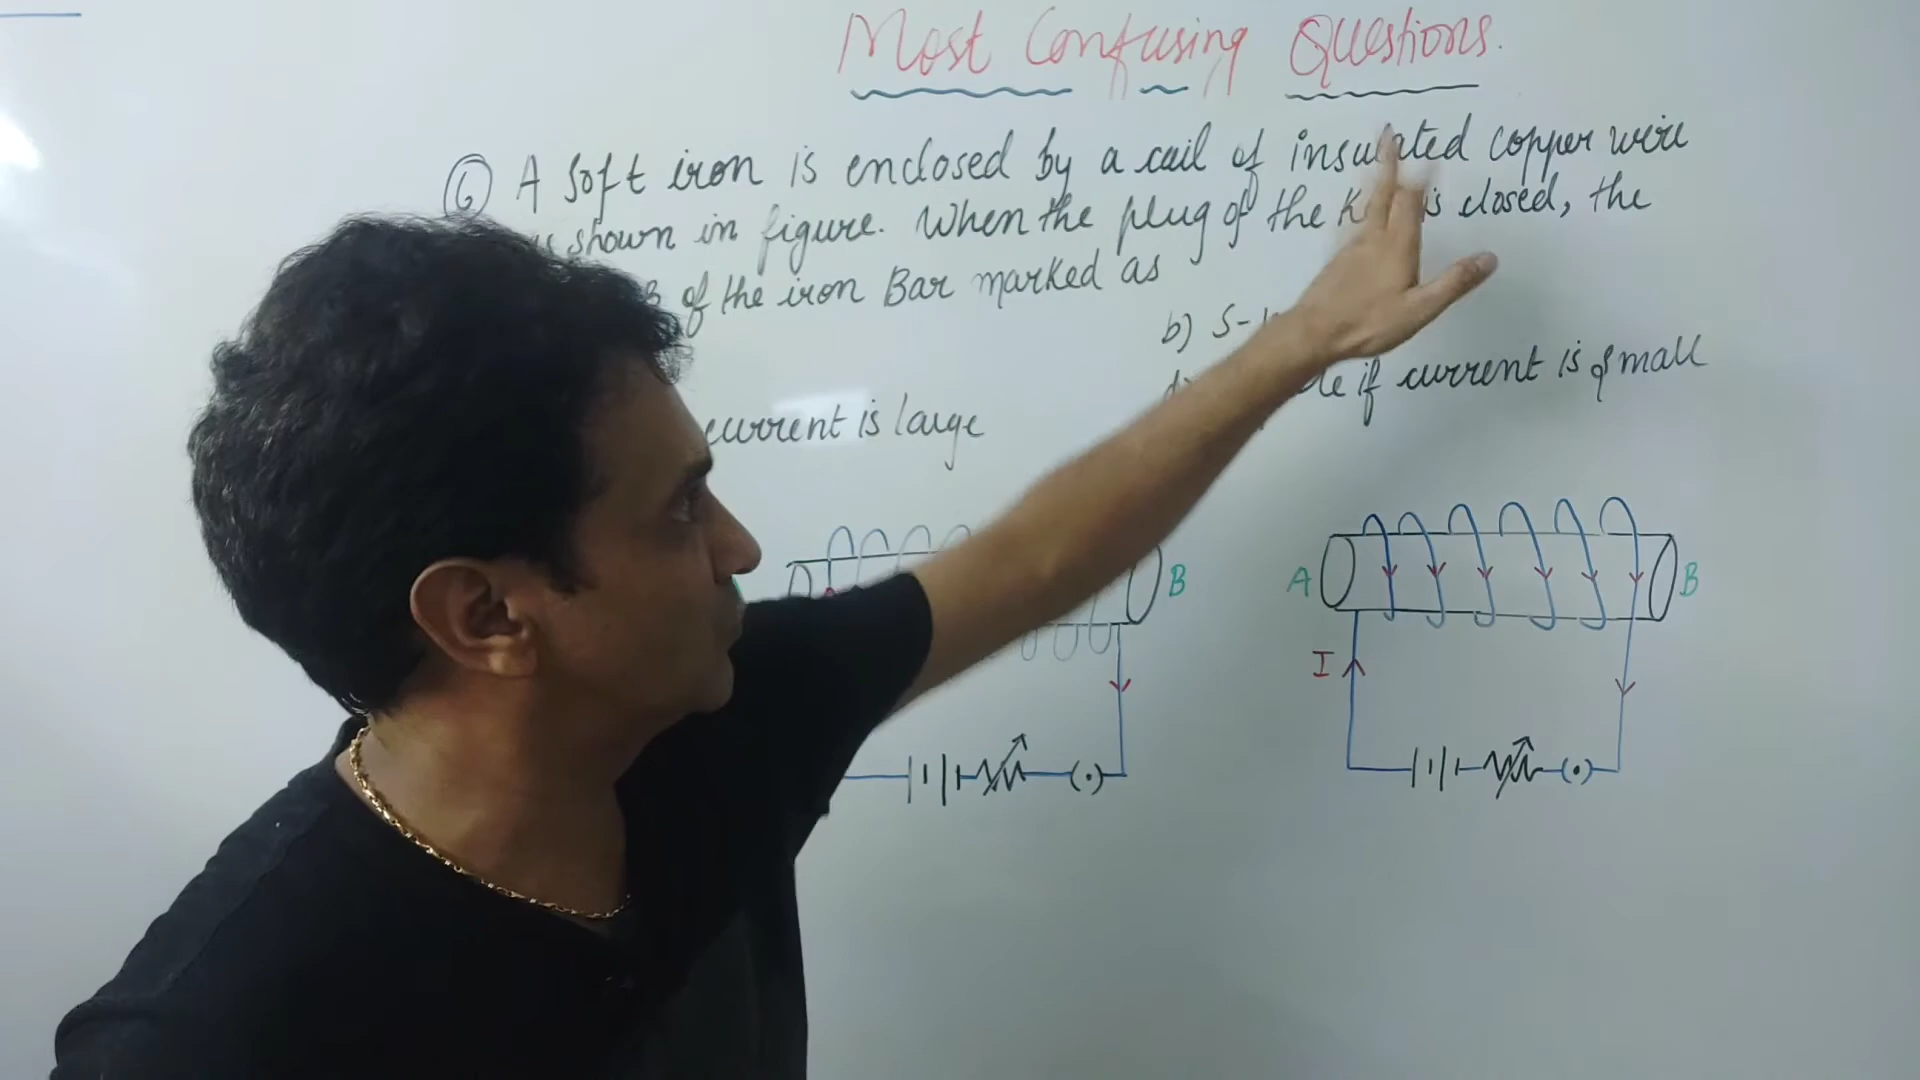 Most Confusing Questions.
6 A soft iron is enclosed by a coil of insulated copper wire
shown in figure. When the plug of the is closed, the
B of the iron Bar marked as
b) S-
current is large
if current is small
B
A B
I